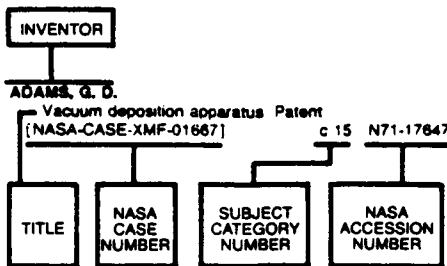 INVENTOR
ADAMS, G. D.
Vacuum deposition apparatus Patent
[NASA-CASE-XMF-01667] c 15 N71-17647
TITLE
NASA CASE NUMBER
SUBJECT CATEGORY NUMBER
NASA ACCESSION NUMBER